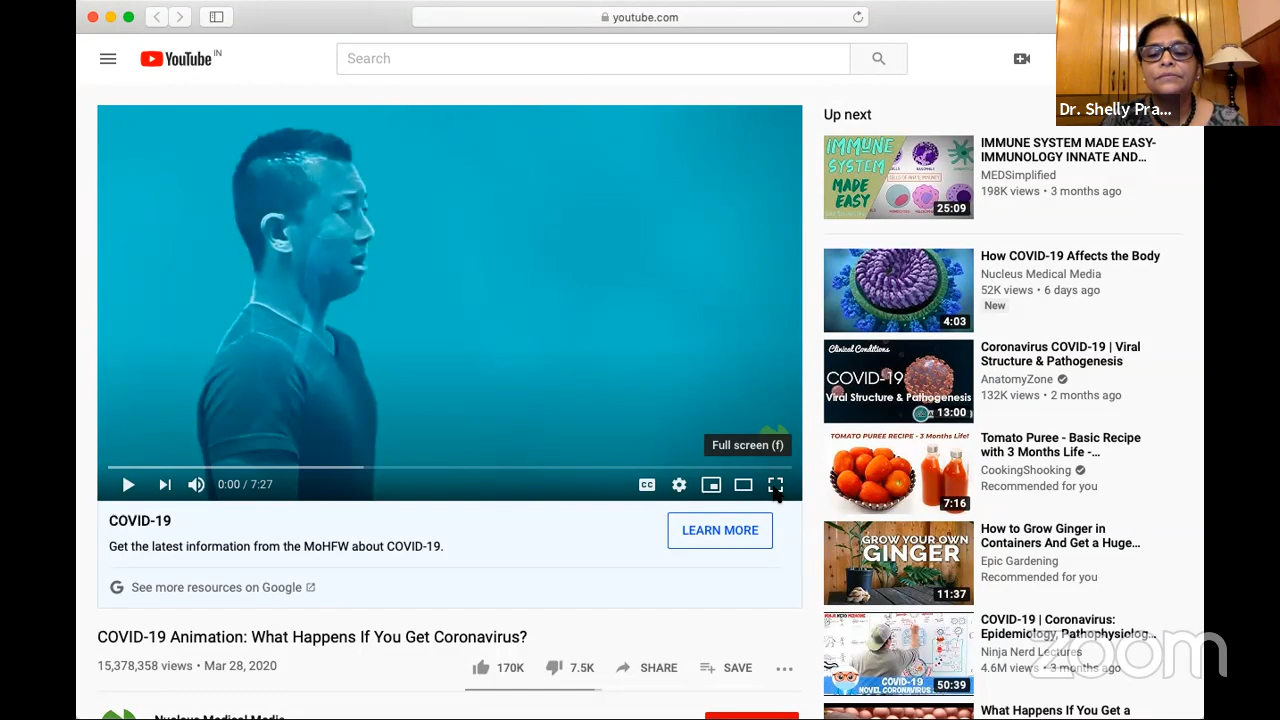 youtube.com
YouTube IN
Search
Dr. Shelly Pra...
Up next
IMMUNE SYSTEM MADE EASY
25:09
IMMUNE SYSTEM MADE EASY-
IMMUNOLOGY INNATE AND...
MEDSimplified
198K views • 3 months ago
4:03
How COVID-19 Affects the Body
Nucleus Medical Media
52K views • 6 days ago
New
Clinical Conditions
COVID-19
Viral Structure & Pathogenesis
13:00
Coronavirus COVID-19 | Viral
Structure & Pathogenesis
AnatomyZone
132K views • 2 months ago
TOMATO PUREE RECIPE - 3 Months Life!
7:16
Tomato Puree - Basic Recipe
with 3 Months Life -...
CookingShooking
Recommended for you
GROW YOUR OWN
GINGER
11:37
How to Grow Ginger in
Containers And Get a Huge...
Epic Gardening
Recommended for you
COVID-19
NOVEL CORONAVIRUS
50:39
COVID-19 | Coronavirus:
Epidemiology, Pathophysiolog...
Ninja Nerd Lectures
4.6M views • 3 months ago
What Happens If You Get a
Full screen (f)
0:00 / 7:27
CC
COVID-19
Get the latest information from the MoHFW about COVID-19.
LEARN MORE
G See more resources on Google
COVID-19 Animation: What Happens If You Get Coronavirus?
15,378,358 views • Mar 28, 2020
170K
7.5K
SHARE
SAVE
Nucleus Medical Media
zoom